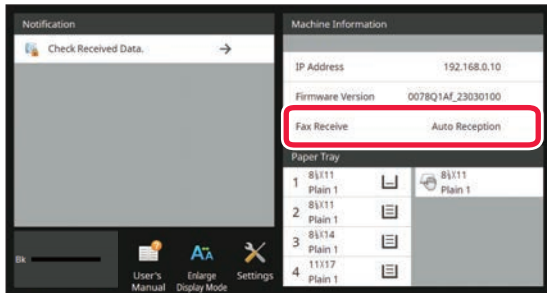 Notification
Check Received Data.
Machine Information
IP Address 192.168.0.10
Firmware Version 0078Q1Af_23030100
Fax Receive Auto Reception
Paper Tray
1 8½X11
Plain 1
8½X11
Plain 1
2 8½X11
Plain 1
3 8½X14
Plain 1
4 11X17
Plain 1
Bk
User's
Manual
Enlarge
Display Mode
Settings